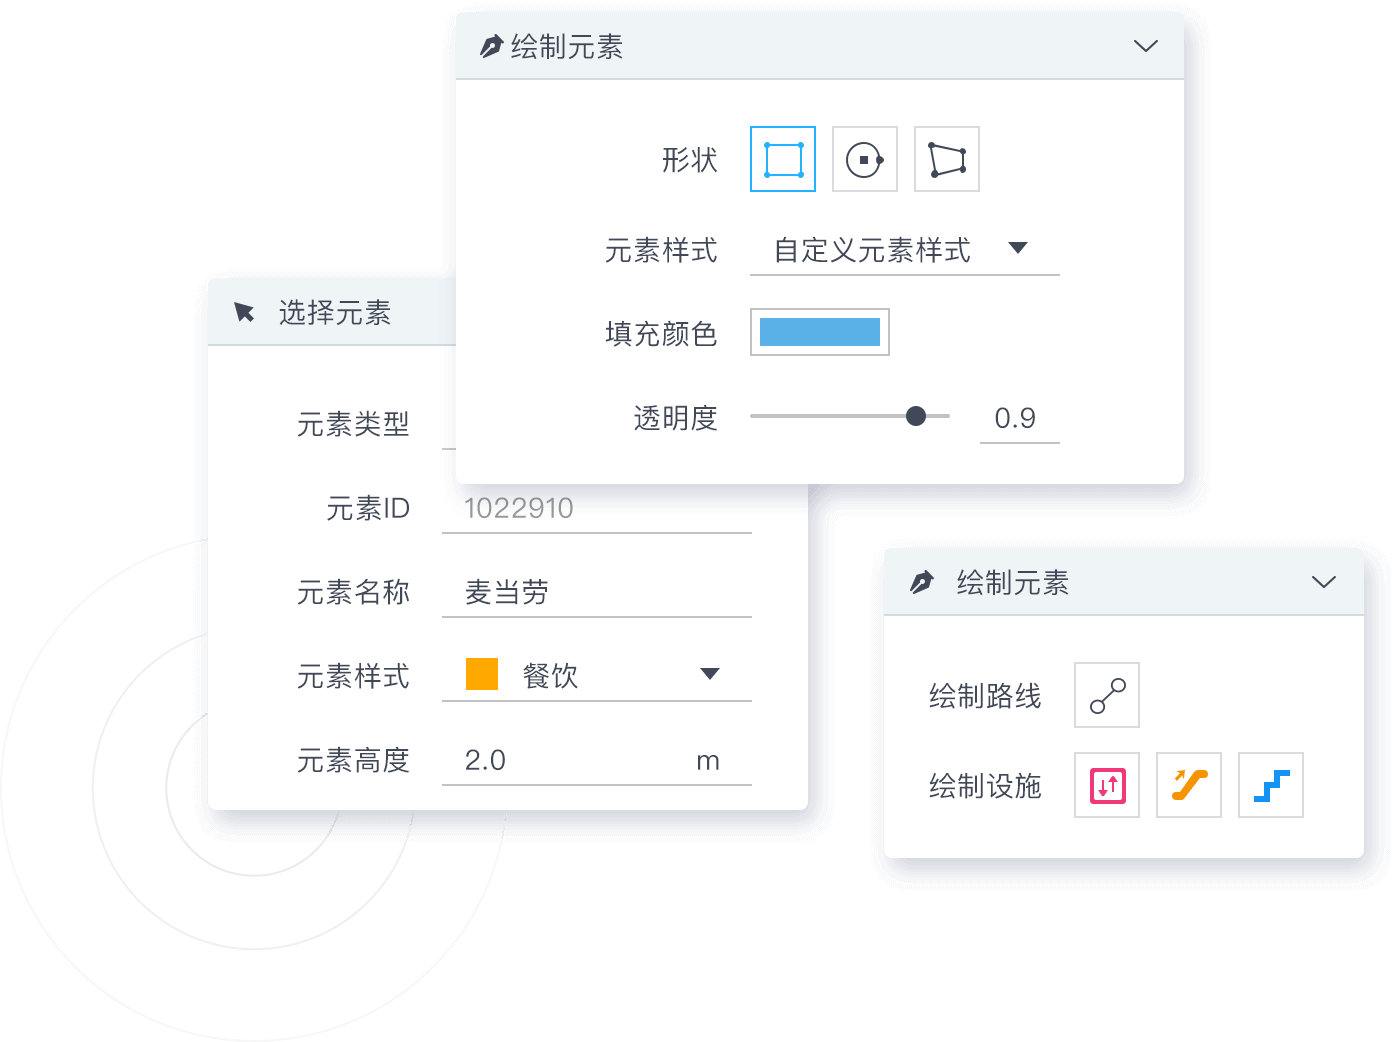 绘制元素
形状
元素样式 自定义元素样式
填充颜色
透明度 0.9
选择元素
元素类型
元素ID 1022910
元素名称 麦当劳
元素样式 餐饮
元素高度 2.0 m
绘制元素
绘制路线
绘制设施